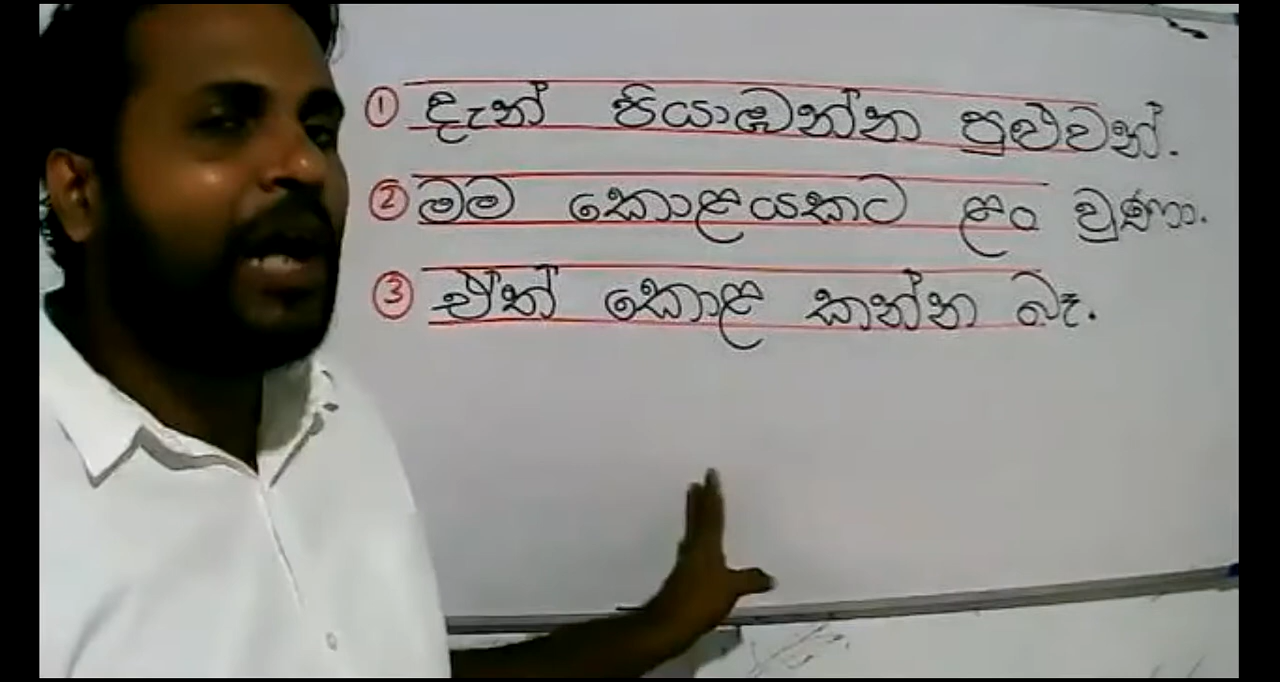 ① දැන් පියාඹන්න පුළුවන්.
② මම කොළයකට ළං වුණා.
③ ඒත් කොළ කන්න බෑ.